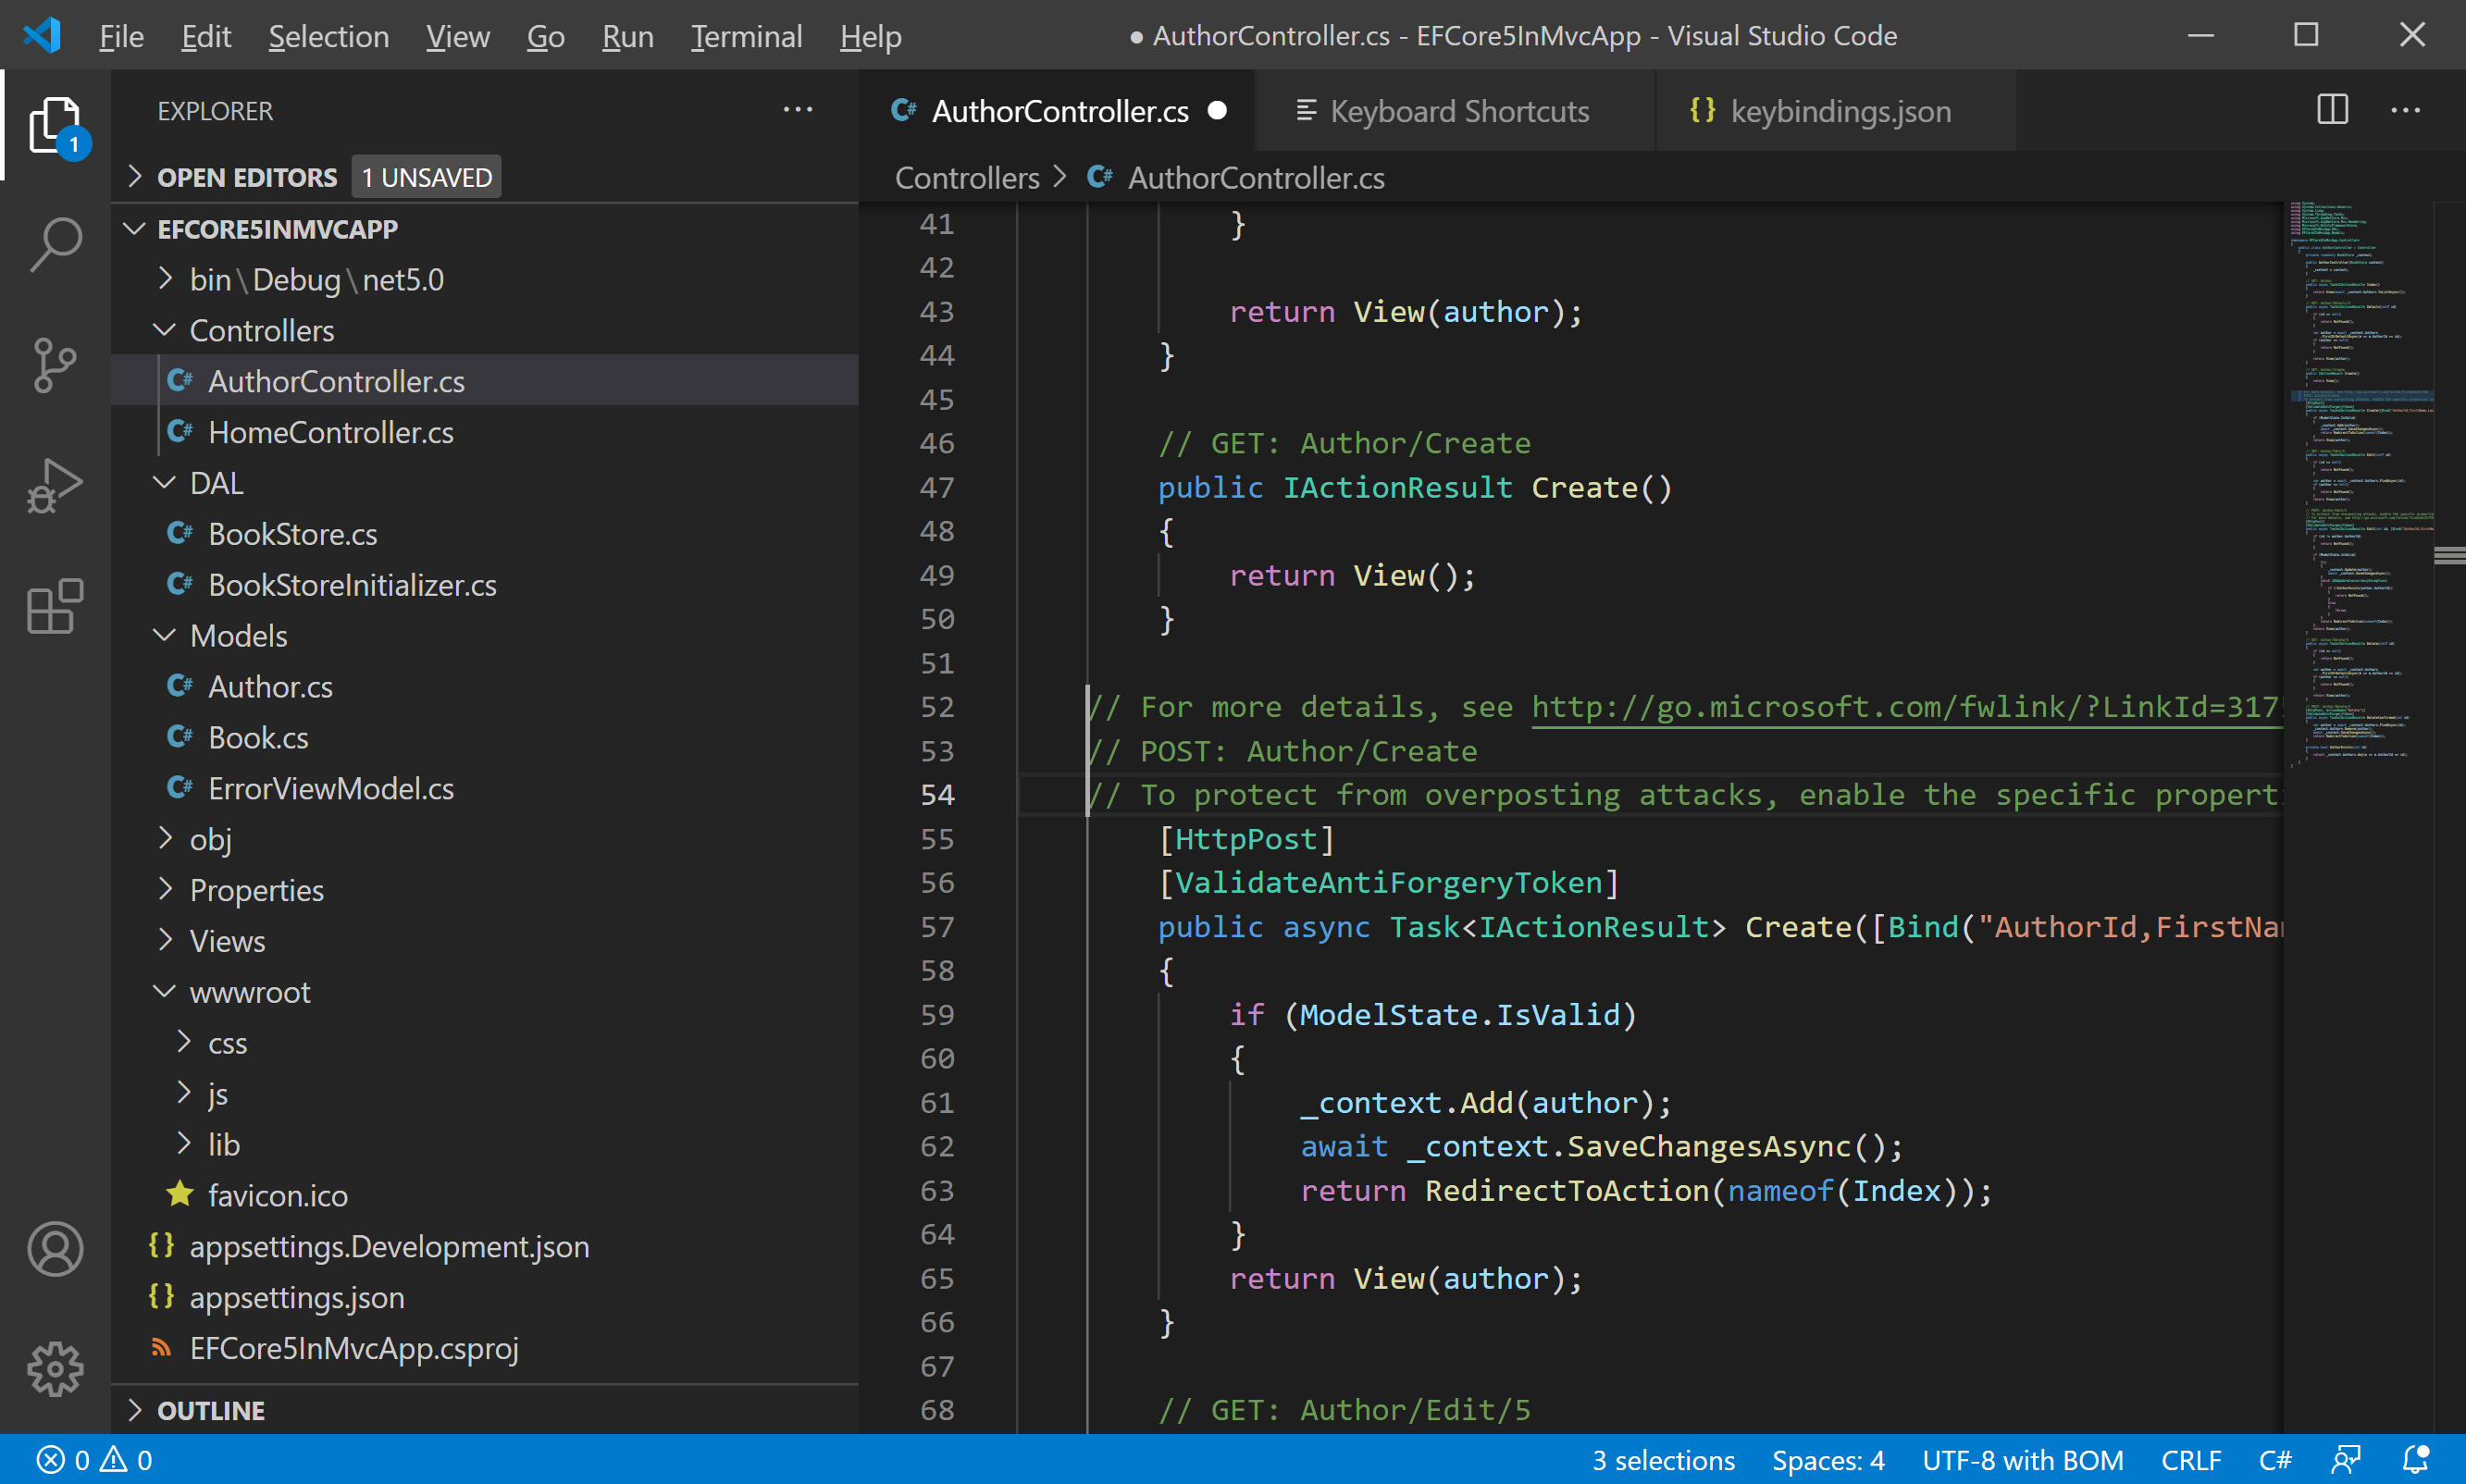 File Edit Selection View Go Run Terminal Help ● AuthorController.cs - EFCore5InMvcApp - Visual Studio Code
EXPLORER
OPEN EDITORS 1 UNSAVED
EFCORE5INMVCAPP
bin\Debug\net5.0
Controllers
C# AuthorController.cs
C# HomeController.cs
DAL
C# BookStore.cs
C# BookStoreInitializer.cs
Models
C# Author.cs
C# Book.cs
C# ErrorViewModel.cs
obj
Properties
Views
wwwroot
css
js
lib
favicon.ico
{} appsettings.Development.json
{} appsettings.json
EFCore5InMvcApp.csproj
OUTLINE
1
C# AuthorController.cs ● Keyboard Shortcuts {} keybindings.json
Controllers > C# AuthorController.cs
41 }
42
43 return View(author);
44 }
45
46 // GET: Author/Create
47 public IActionResult Create()
48 {
49 return View();
50 }
51
52 // For more details, see http://go.microsoft.com/fwlink/?LinkId=317
53 // POST: Author/Create
54 // To protect from overposting attacks, enable the specific properti
55 [HttpPost]
56 [ValidateAntiForgeryToken]
57 public async Task<IActionResult> Create([Bind("AuthorId,FirstNa
58 {
59 if (ModelState.IsValid)
60 {
61 _context.Add(author);
62 await _context.SaveChangesAsync();
63 return RedirectToAction(nameof(Index));
64 }
65 return View(author);
66 }
67
68 // GET: Author/Edit/5
0 0 3 selections Spaces: 4 UTF-8 with BOM CRLF C#